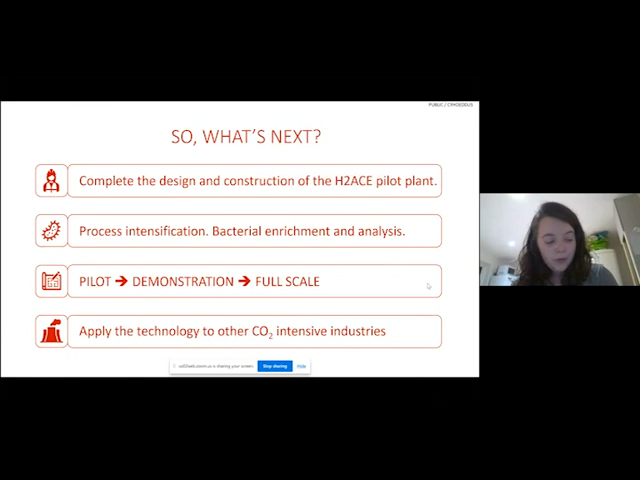 PUBLIC / CIPHOXODUS
SO, WHAT'S NEXT?
Complete the design and construction of the H2ACE pilot plant.
Process intensification. Bacterial enrichment and analysis.
PILOT ➔ DEMONSTRATION ➔ FULL SCALE
Apply the technology to other CO₂ intensive industries
is sharing your screen.
Stop sharing
Hide